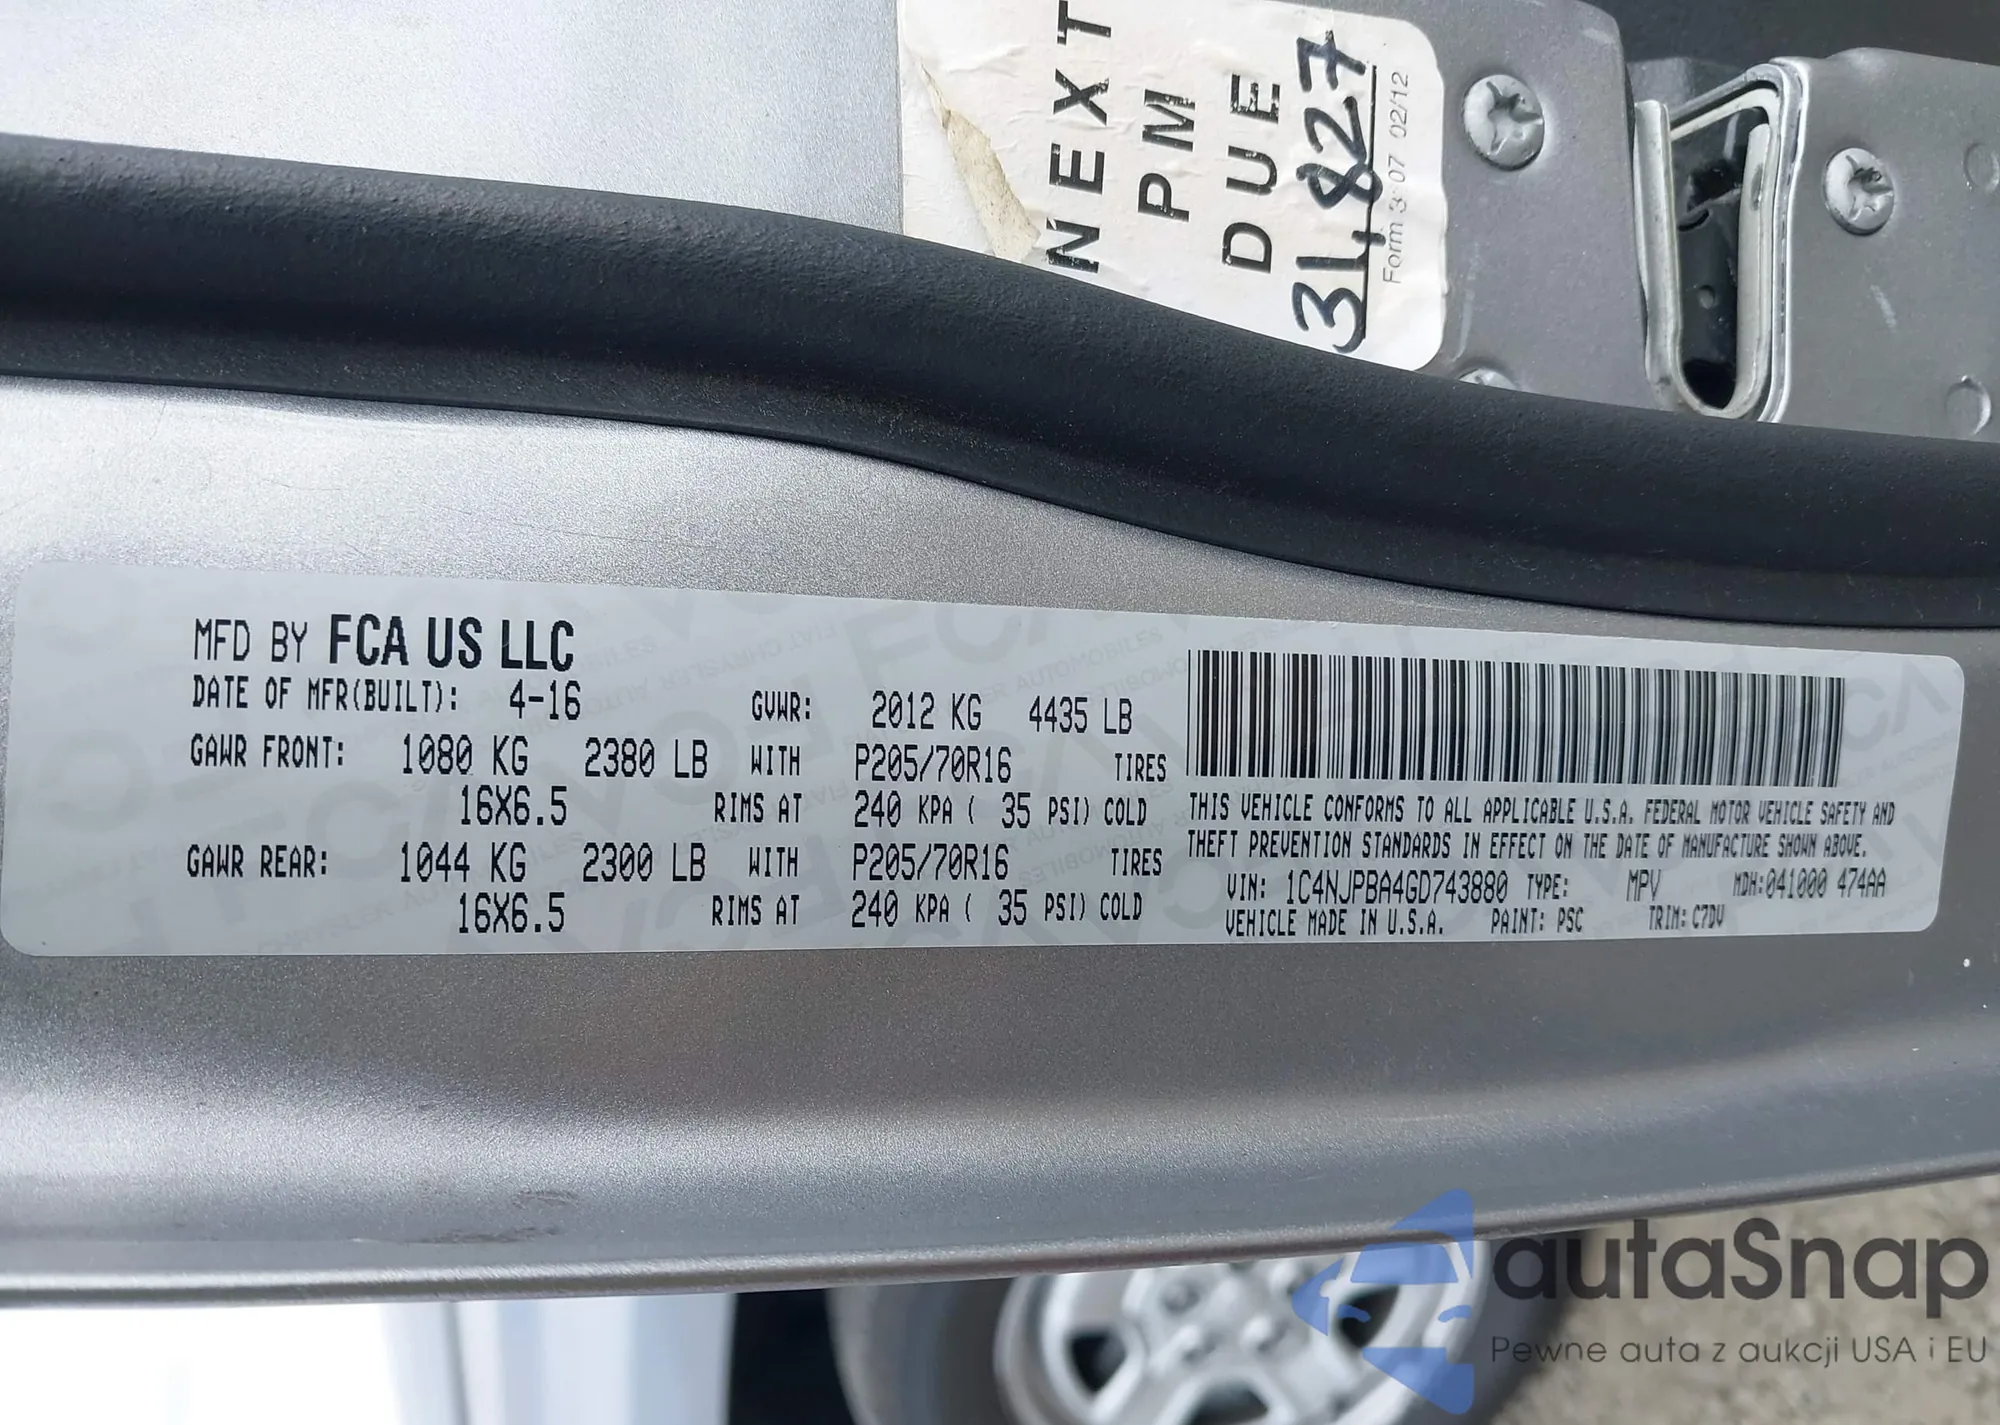 NEXT
PM
DUE
31,827
Form 3 07 02/12
MFD BY FCA US LLC
DATE OF MFR(BUILT): 4-16 GVWR: 2012 KG 4435 LB
GAWR FRONT: 1080 KG 2380 LB WITH P205/70R16 TIRES
16X6.5 RIMS AT 240 KPA ( 35 PSI) COLD
GAWR REAR: 1044 KG 2300 LB WITH P205/70R16 TIRES
16X6.5 RIMS AT 240 KPA ( 35 PSI) COLD
THIS VEHICLE CONFORMS TO ALL APPLICABLE U.S.A. FEDERAL MOTOR VEHICLE SAFETY AND
THEFT PREVENTION STANDARDS IN EFFECT ON THE DATE OF MANUFACTURE SHOWN ABOVE.
VIN: 1C4NJPBA4GD743880 TYPE: MPV MDH:041000 474AA
VEHICLE MADE IN U.S.A. PAINT: PSC TRIM: C7DV
autaSnap
Pewne auta z aukcji USA i EU